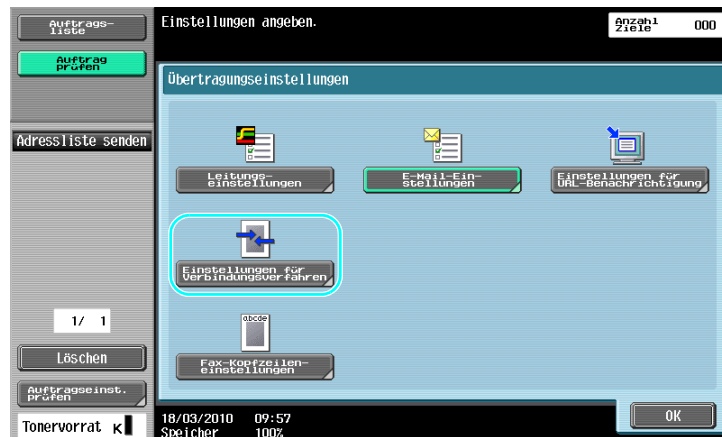 Auftrags-
liste
Einstellungen angeben.
Anzahl
Ziele
000
Auftrag
prüfen
Übertragungseinstellungen
Adressliste senden
Leitungs-
einstellungen
E-Mail-Ein-
stellungen
Einstellungen für
URL-Benachrichtigung
Einstellungen für
Verbindungsverfahren
abcde
Fax-Kopfzeilen-
einstellungen
1/ 1
Löschen
Auftragseinst.
prüfen
Tonervorrat K
18/03/2010 09:57
Speicher 100%
OK